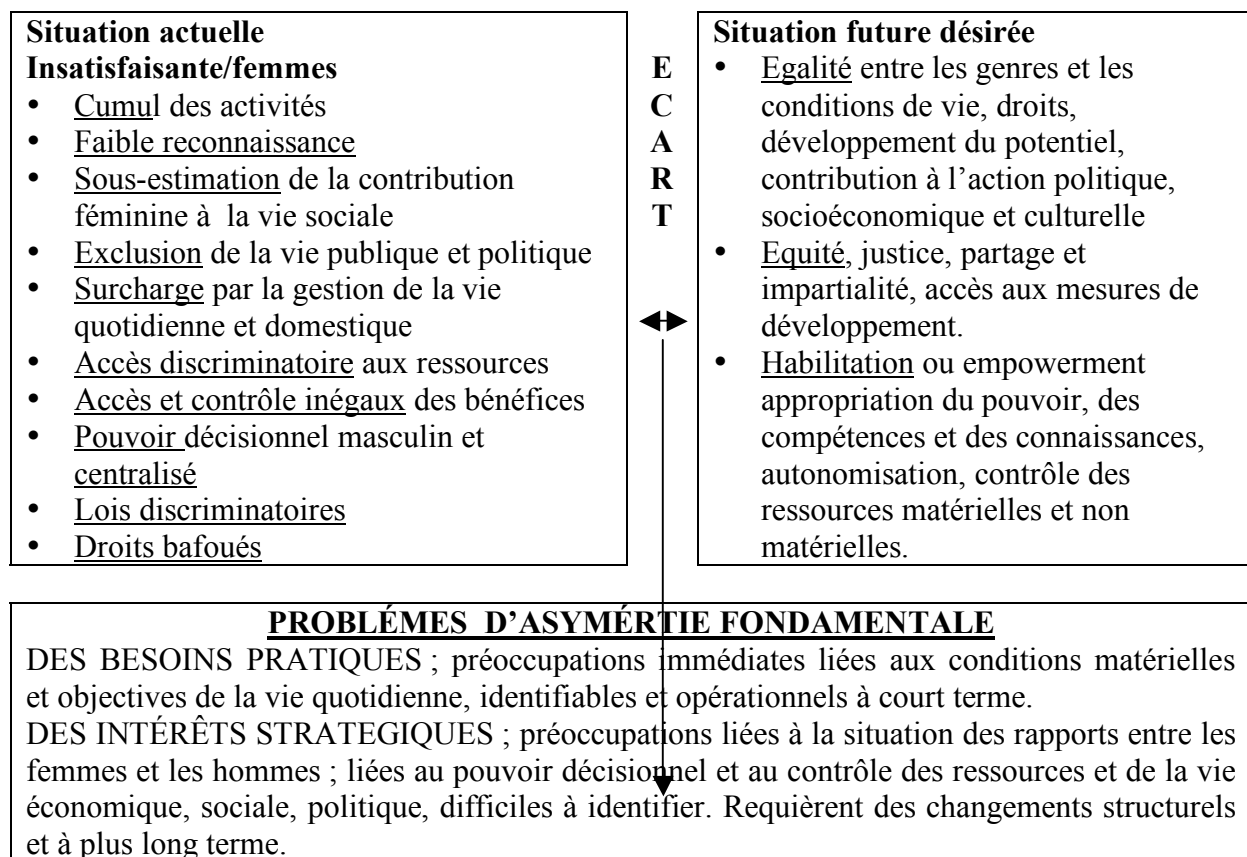 Situation actuelle
Insatisfaisante/femmes
• Cumul des activités
• Faible reconnaissance
• Sous-estimation de la contribution
féminine à la vie sociale
• Exclusion de la vie publique et politique
• Surcharge par la gestion de la vie
quotidienne et domestique
• Accès discriminatoire aux ressources
• Accès et contrôle inégaux des bénéfices
• Pouvoir décisionnel masculin et
centralisé
• Lois discriminatoires
• Droits bafoués
E
C
A
R
T
Situation future désirée
• Egalité entre les genres et les
conditions de vie, droits,
développement du potentiel,
contribution à l'action politique,
socioéconomique et culturelle
• Equité, justice, partage et
impartialité, accès aux mesures de
développement.
• Habilitation ou empowerment
appropriation du pouvoir, des
compétences et des connaissances,
autonomisation, contrôle des
ressources matérielles et non
matérielles.
PROBLÉMES D'ASYMÉRTIE FONDAMENTALE
DES BESOINS PRATIQUES ; préoccupations immédiates liées aux conditions matérielles
et objectives de la vie quotidienne, identifiables et opérationnels à court terme.
DES INTÉRÊTS STRATEGIQUES ; préoccupations liées à la situation des rapports entre les
femmes et les hommes ; liées au pouvoir décisionnel et au contrôle des ressources et de la vie
économique, sociale, politique, difficiles à identifier. Requièrent des changements structurels
et à plus long terme.